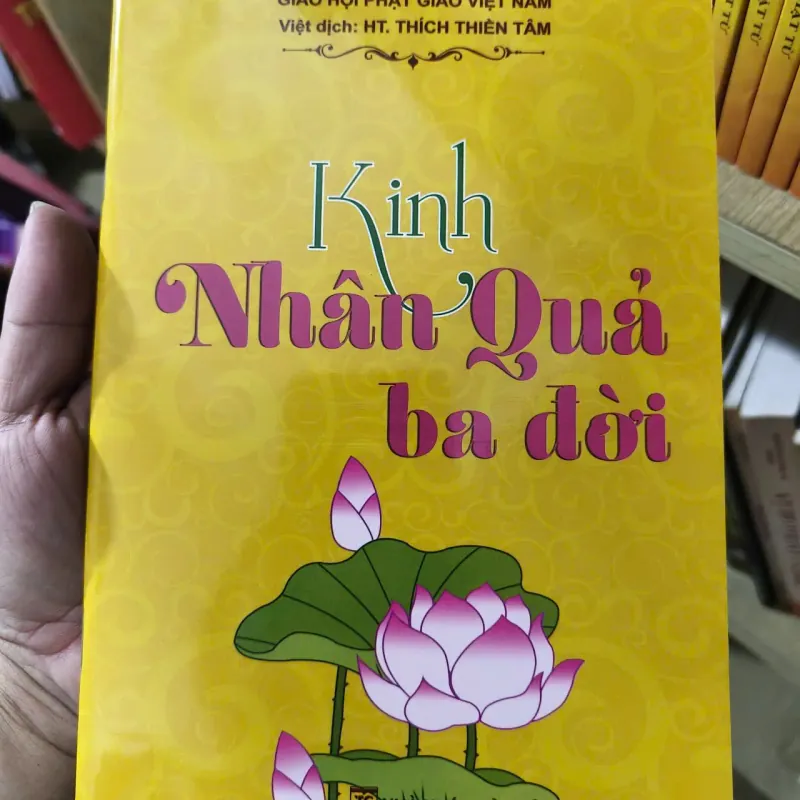 GIÁO HỘI PHẬT GIÁO VIỆT NAM
Việt dịch: HT. THÍCH THIỀN TÂM
Kinh
Nhân Quả
ba đời